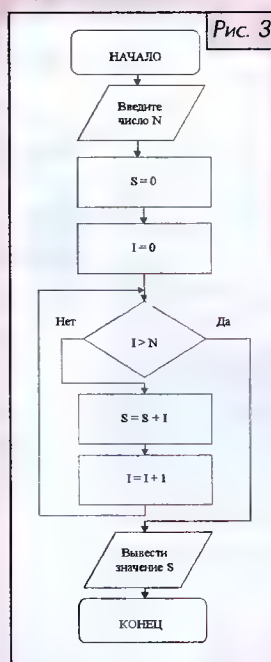 Рис. 3
НАЧАЛО
Введите
число N
S = 0
I = 0
Нет
Да
I > N
S = S + I
I = I + 1
Вывести
значение S
КОНЕЦ